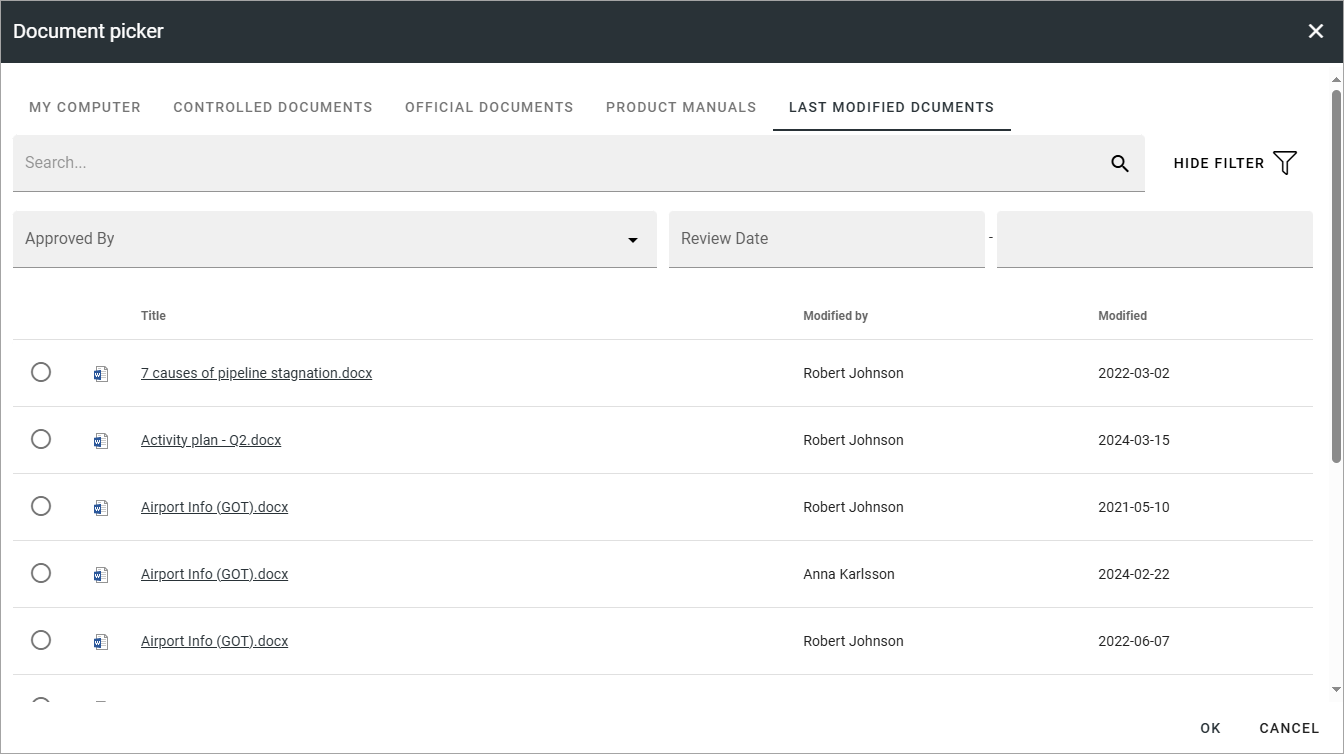 Document picker
MY COMPUTER CONTROLLED DOCUMENTS OFFICIAL DOCUMENTS PRODUCT MANUALS LAST MODIFIED DCUMENTS
Search... HIDE FILTER
Approved By Review Date -
Title Modified by Modified
7 causes of pipeline stagnation.docx Robert Johnson 2022-03-02
Activity plan - Q2.docx Robert Johnson 2024-03-15
Airport Info (GOT).docx Robert Johnson 2021-05-10
Airport Info (GOT).docx Anna Karlsson 2024-02-22
Airport Info (GOT).docx Robert Johnson 2022-06-07
OK CANCEL